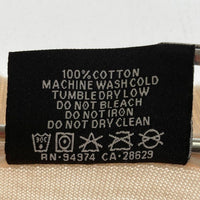 100% COTTON
MACHINE WASH COLD
TUMBLE DRY LOW
DO NOT BLEACH
DO NOT IRON
DO NOT DRY CLEAN
RN-94974 CA-28629